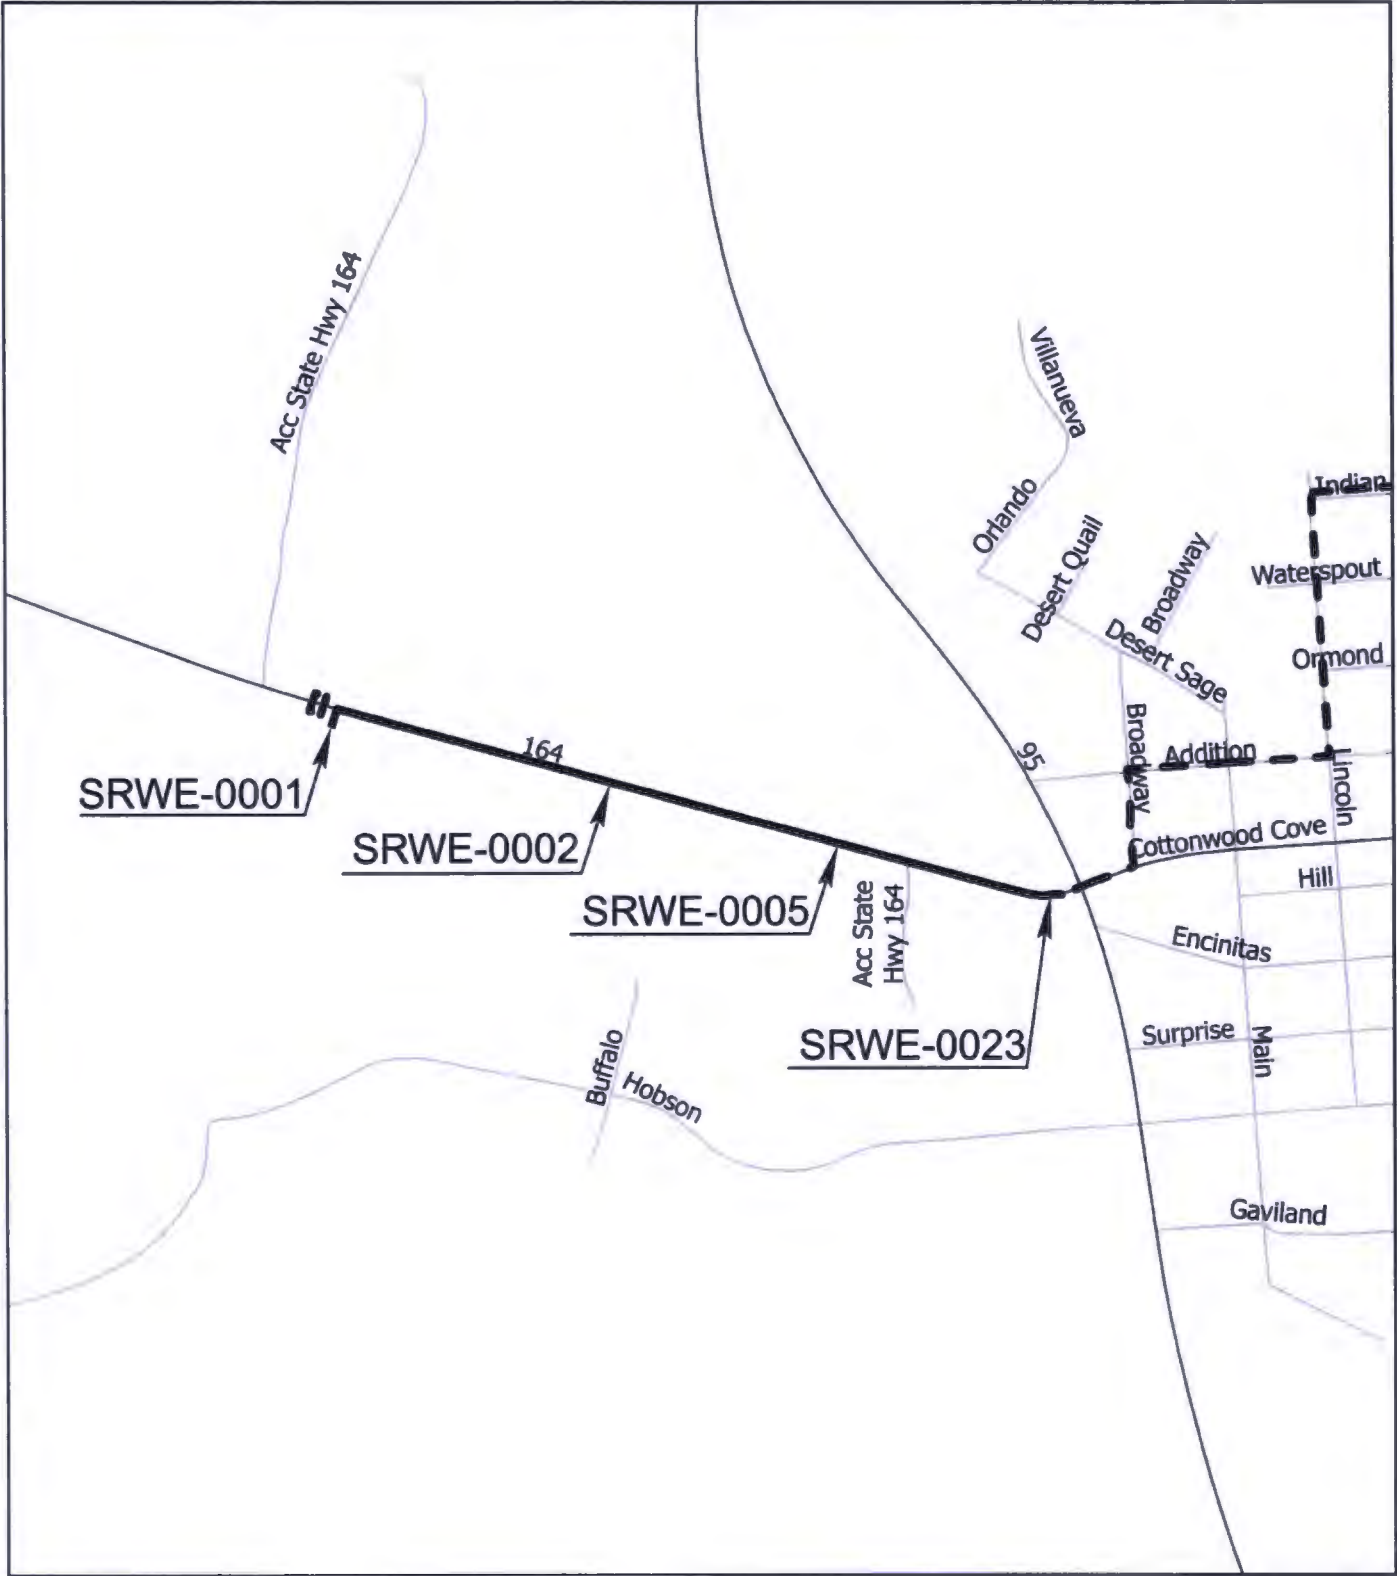 Acc State Hwy 164
Villanueva
Orlando
Desert Quail
Broadway
Desert Sage
Indian
Waterspout
Ormond
Broadway
Addition
Lincoln
95
164
SRWE-0001
SRWE-0002
SRWE-0005
Cottonwood Cove
Hill
Acc State
Hwy 164
Encinitas
SRWE-0023
Surprise
Main
Buffalo
Hobson
Gaviland